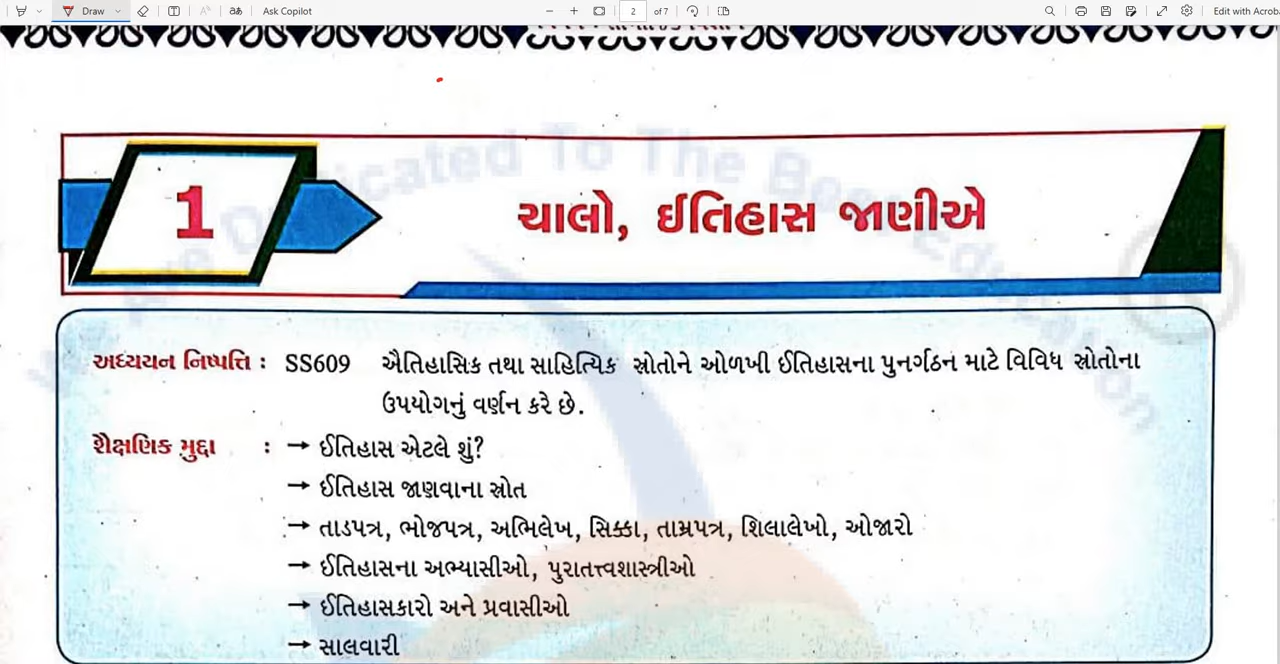 Draw
Ask Copilot
2 of 7
Edit with Acroba
1
ચાલો, ઈતિહાસ જાણીએ
અધ્યયન નિષ્પત્તિ : SS609 ઐતિહાસિક તથા સાહિત્યિક સ્રોતોને ઓળખી ઈતિહાસના પુનર્ગઠન માટે વિવિધ સ્રોતોના
ઉપયોગનું વર્ણન કરે છે.
શૈક્ષણિક મુદ્દા : → ઈતિહાસ એટલે શું?
→ ઈતિહાસ જાણવાના સ્રોત
→ તાડપત્ર, ભોજપત્ર, અભિલેખ, સિક્કા, તામ્રપત્ર, શિલાલેખો, ઓજારો
→ ઈતિહાસના અભ્યાસીઓ, પુરાતત્ત્વશાસ્ત્રીઓ
→ ઈતિહાસકારો અને પ્રવાસીઓ
→ સાલવારી